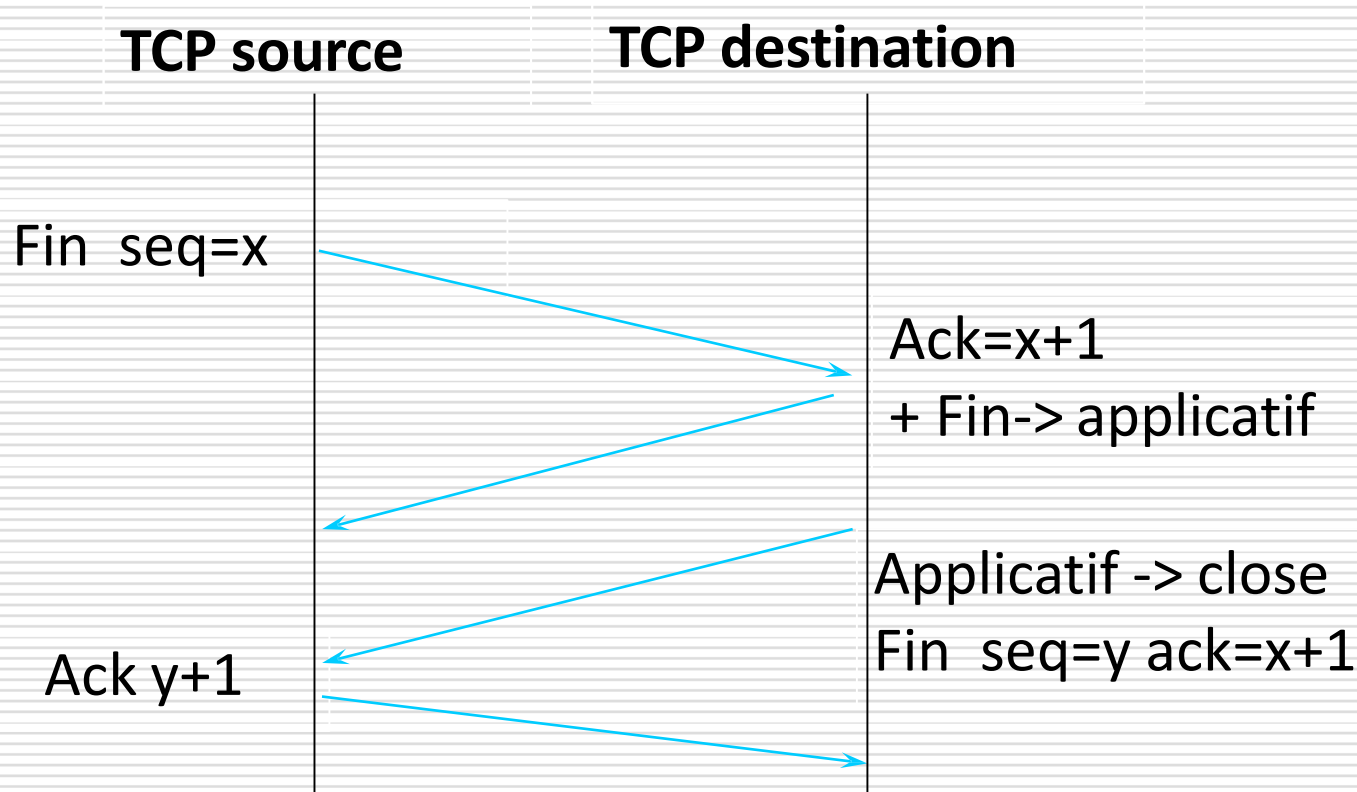 TCP source
TCP destination
Fin seq=x
Ack=x+1
+ Fin-> applicatif
Applicatif -> close
Fin seq=y ack=x+1
Ack y+1